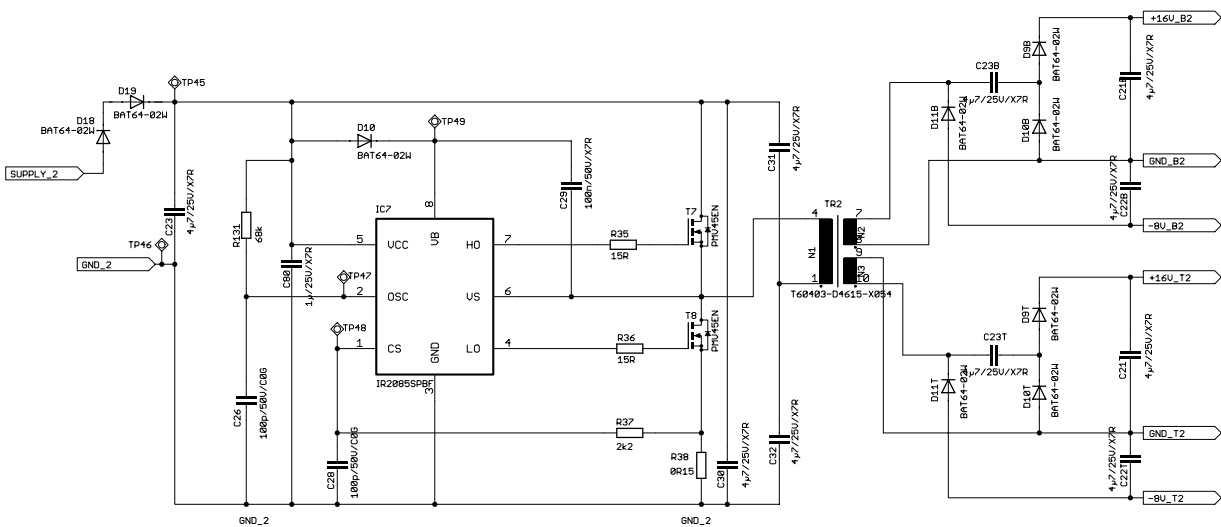 +16V_B2
D9B
BAT64-02W
C23B
4µ7/25V/X7R
C21B
4µ7/25V/X7R
D11B
BAT64-02W
D10B
BAT64-02W
GND_B2
C22B
4µ7/25V/X7R
-8V_B2
TP45
D19
BAT64-02W
D18
BAT64-02W
SUPPLY_2
C23
4µ7/25V/X7R
TP46
GND_2
R131
68k
C80
1µ/25V/X7R
D10
BAT64-02W
TP49
C29
100n/50V/X7R
C31
4µ7/25V/X7R
IC7
8
VB
5
VCC
HO
7
2
OSC
VS
6
1
CS
GND
LO
4
3
IR2085SPBF
TP47
TP48
R35
15R
T7
PMV45EN
T8
PMV45EN
R36
15R
TR2
4
7
N1
N2
8
9
1
N3
10
T60403-D4615-X054
+16V_T2
D9T
BAT64-02W
C23T
4µ7/25V/X7R
C21T
4µ7/25V/X7R
D11T
BAT64-02W
D10T
BAT64-02W
GND_T2
C22T
4µ7/25V/X7R
-8V_T2
C26
100p/50V/C0G
C28
100p/50V/C0G
R37
2k2
R38
0R15
C30
4µ7/25V/X7R
C32
4µ7/25V/X7R
GND_2
GND_2